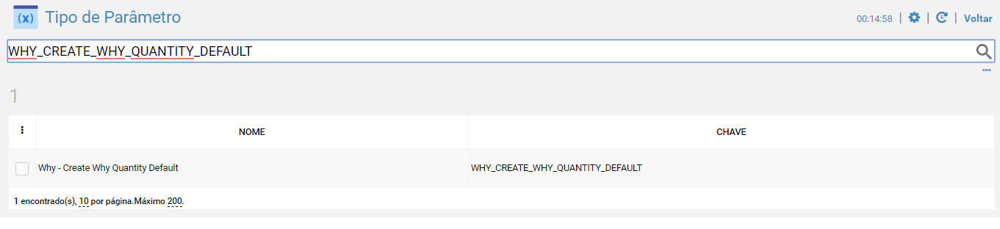 (x) Tipo de Parâmetro
00:14:58 | | | Voltar
WHY_CREATE_WHY_QUANTITY_DEFAULT
1
NOME CHAVE
Why - Create Why Quantity Default WHY_CREATE_WHY_QUANTITY_DEFAULT
1 encontrado(s), 10 por página.Máximo 200.